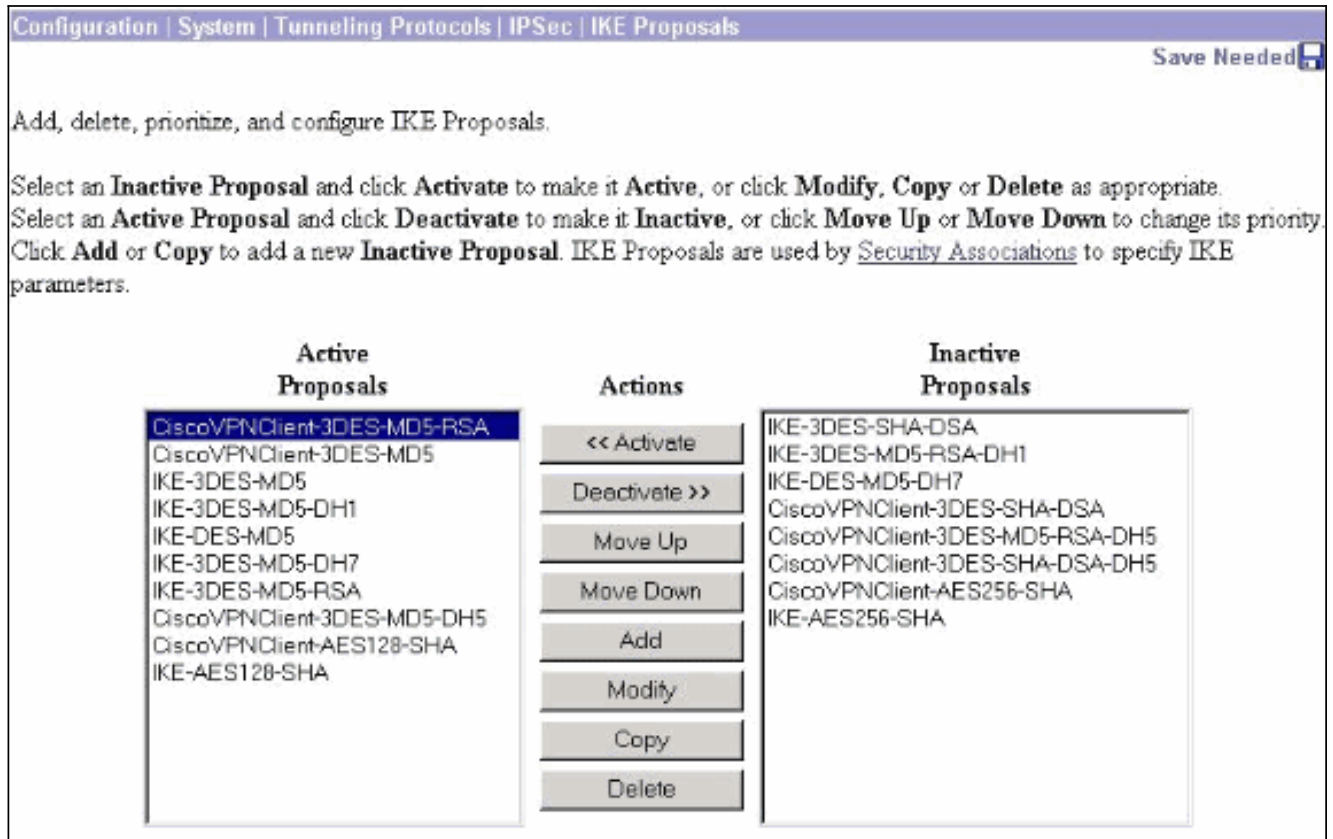 Configuration | System | Tunneling Protocols | IPSec | IKE Proposals
Save Needed
Add, delete, prioritize, and configure IKE Proposals.
Select an Inactive Proposal and click Activate to make it Active, or click Modify, Copy or Delete as appropriate.
Select an Active Proposal and click Deactivate to make it Inactive, or click Move Up or Move Down to change its priority.
Click Add or Copy to add a new Inactive Proposal. IKE Proposals are used by Security Associations to specify IKE
parameters.
Active
Proposals
CiscoVPNClient-3DES-MD5-RSA
CiscoVPNClient-3DES-MD5
IKE-3DES-MD5
IKE-3DES-MD5-DH1
IKE-DES-MD5
IKE-3DES-MD5-DH7
IKE-3DES-MD5-RSA
CiscoVPNClient-3DES-MD5-DH5
CiscoVPNClient-AES128-SHA
IKE-AES128-SHA
Actions
<< Activate
Deactivate >>
Move Up
Move Down
Add
Modify
Copy
Delete
Inactive
Proposals
IKE-3DES-SHA-DSA
IKE-3DES-MD5-RSA-DH1
IKE-DES-MD5-DH7
CiscoVPNClient-3DES-SHA-DSA
CiscoVPNClient-3DES-MD5-RSA-DH5
CiscoVPNClient-3DES-SHA-DSA-DH5
CiscoVPNClient-AES256-SHA
IKE-AES256-SHA